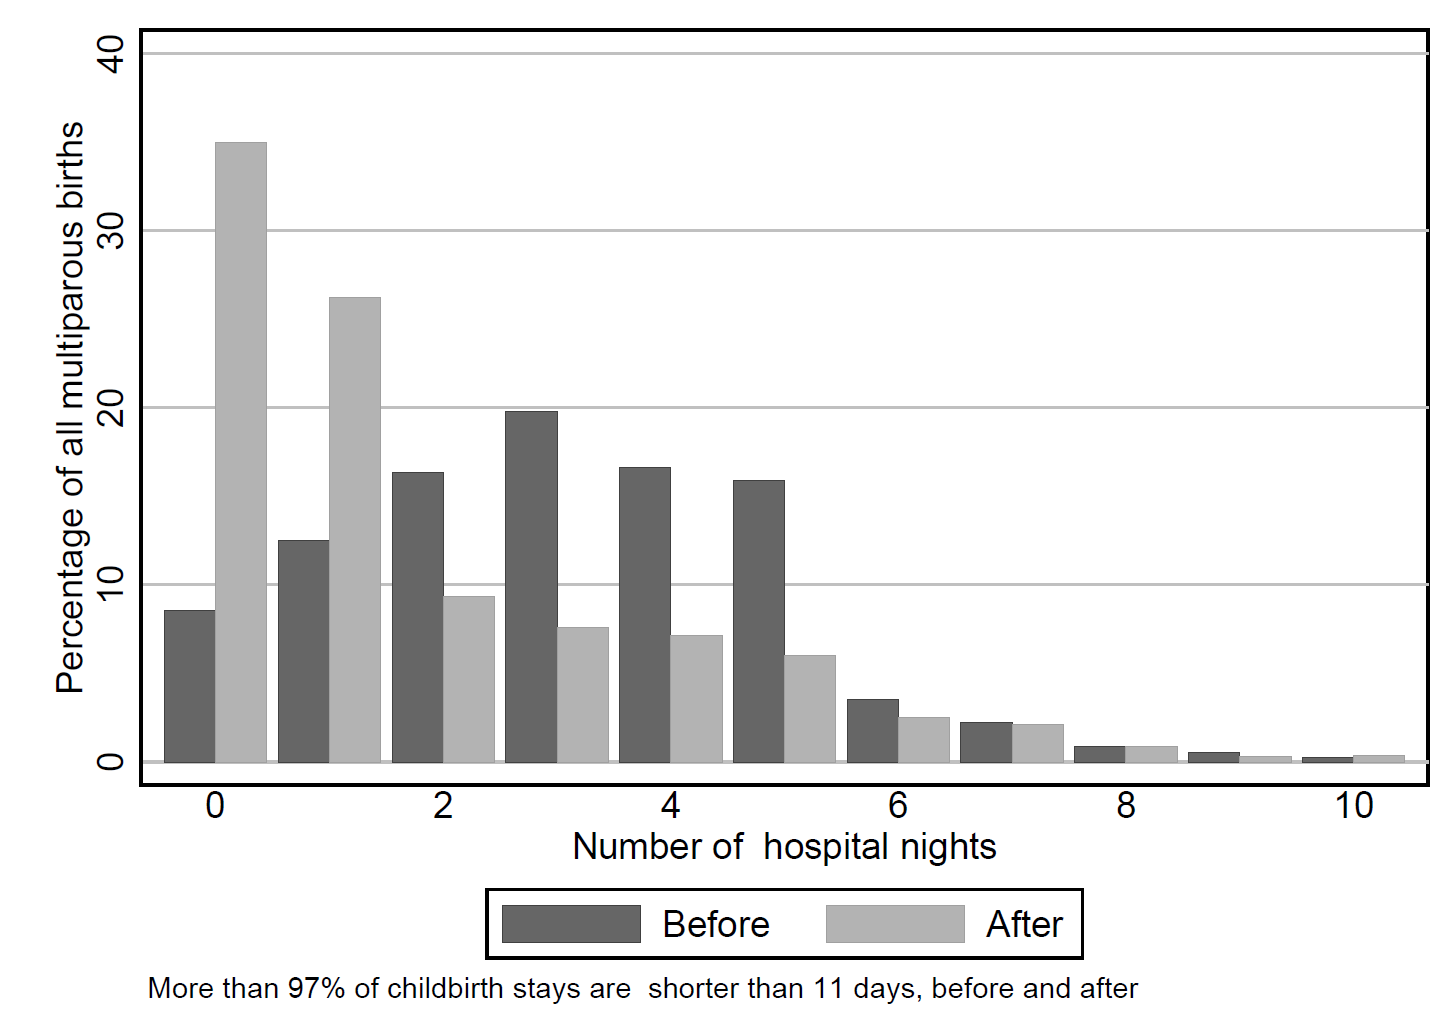 40
30
20
10
0
Percentage of all multiparous births
0 2 4 6 8 10
Number of  hospital nights
Before After
More than 97% of childbirth stays are  shorter than 11 days, before and after